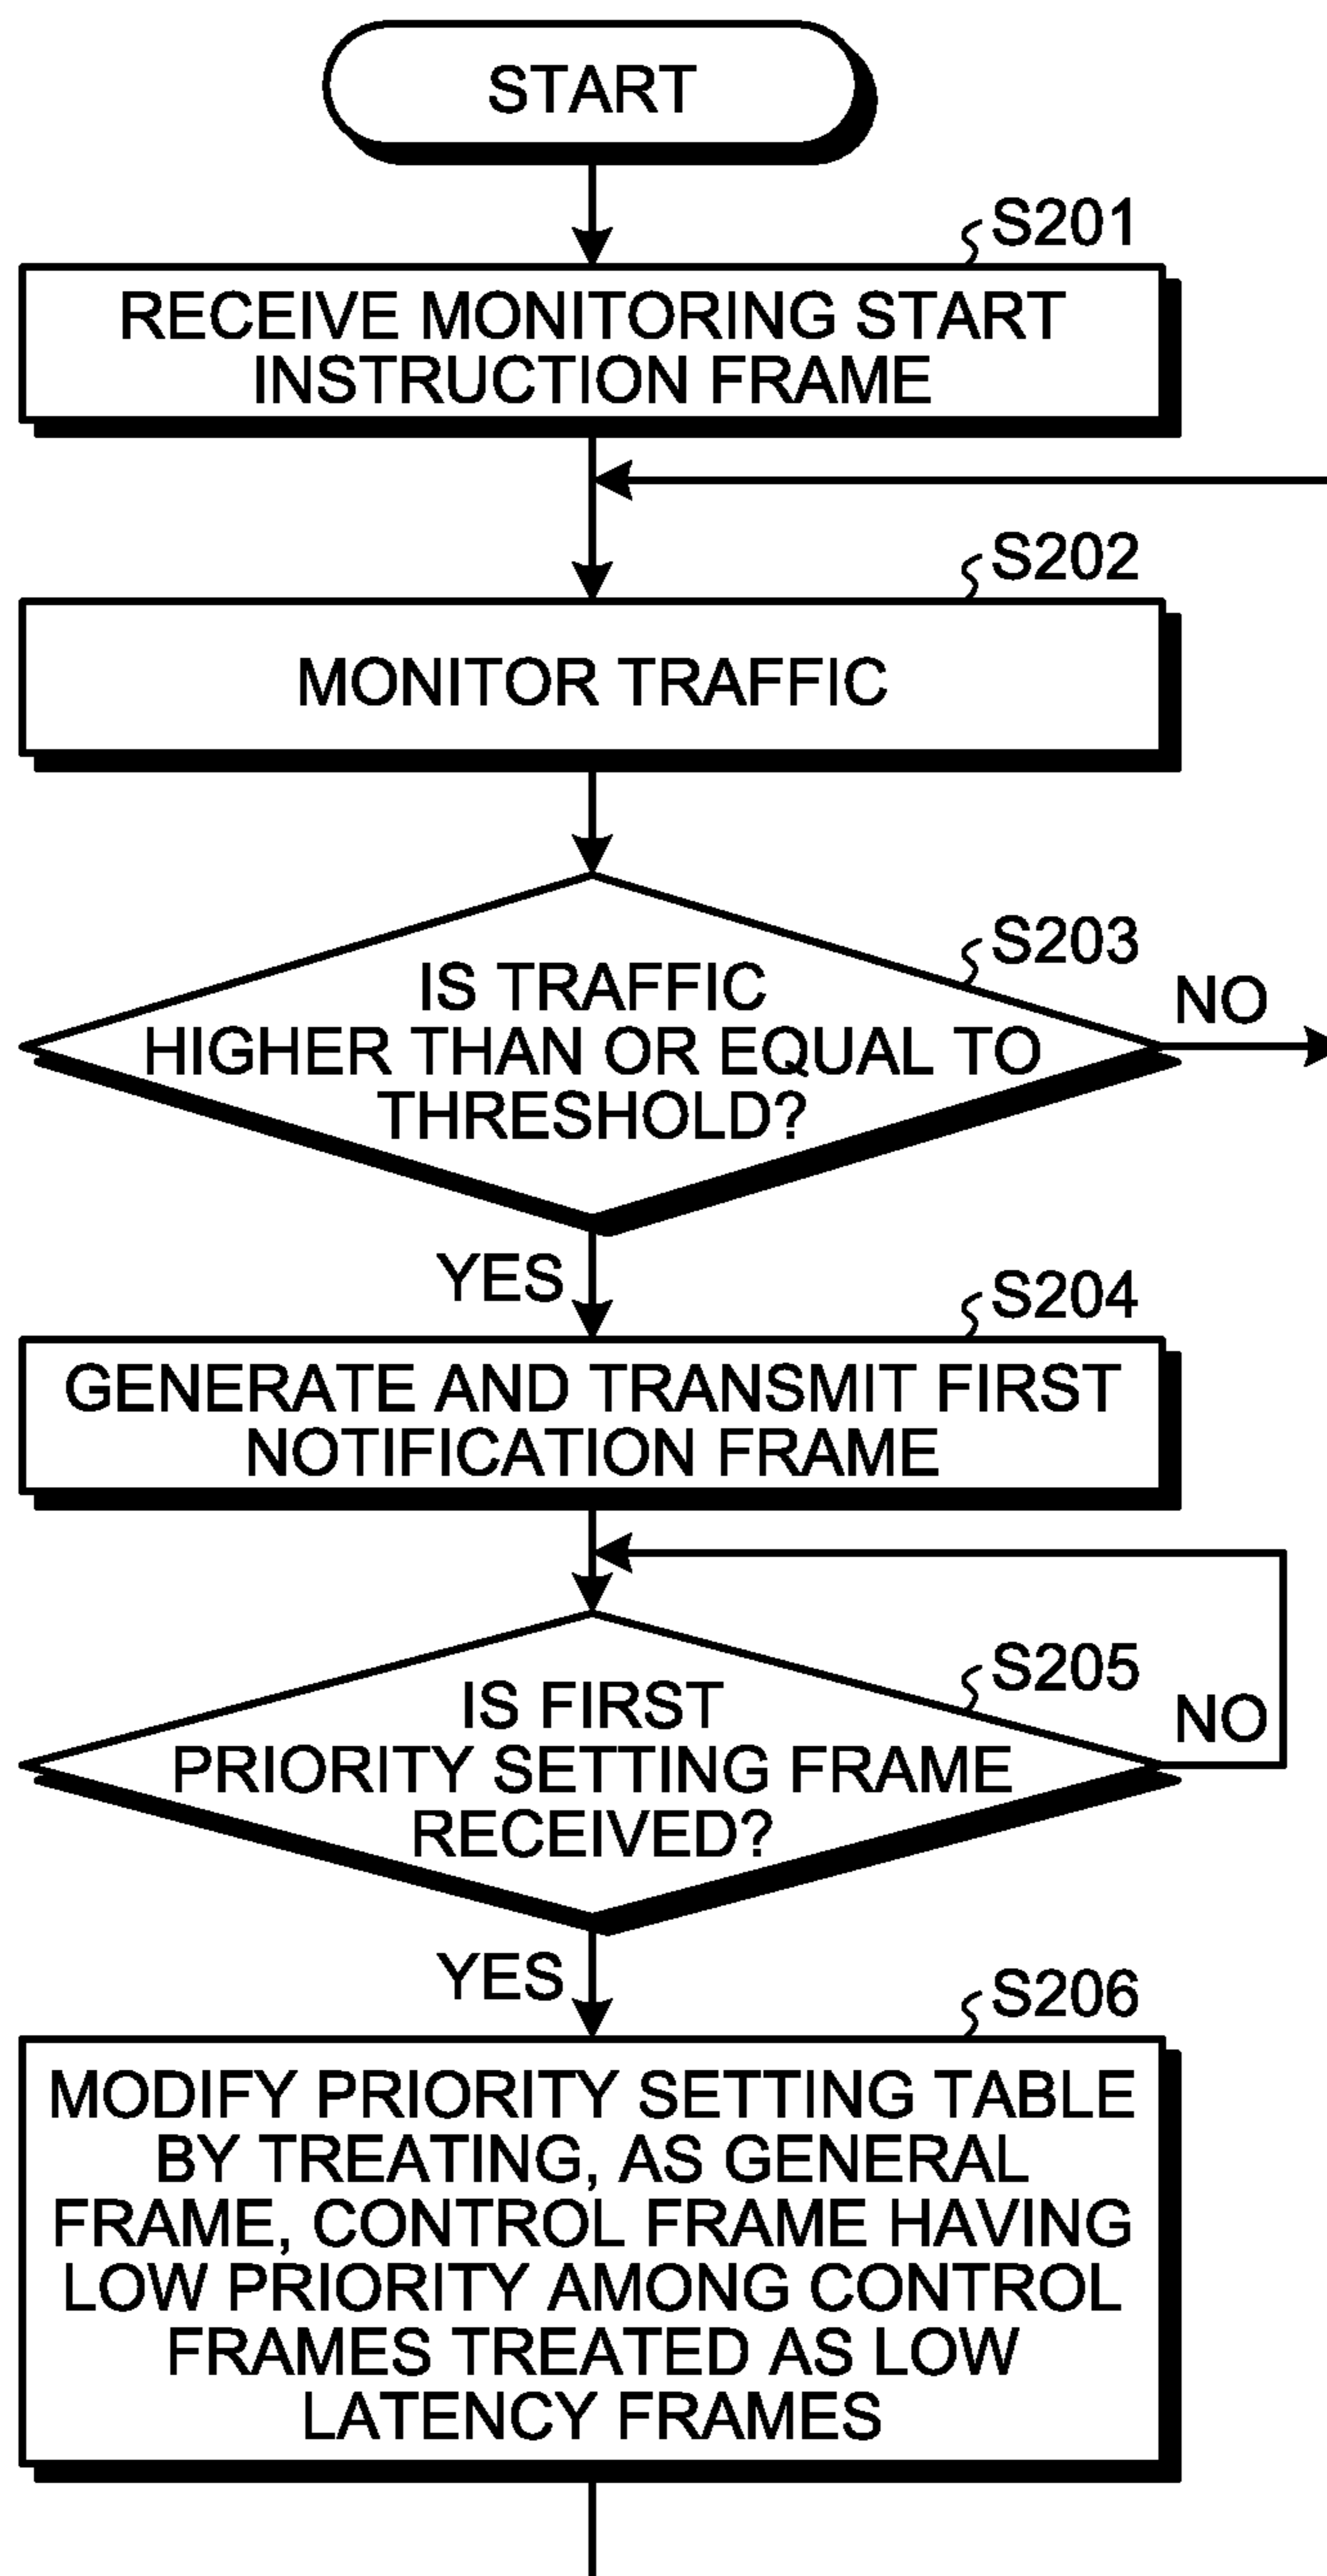 START
S201
RECEIVE MONITORING START
INSTRUCTION FRAME
S202
MONITOR TRAFFIC
S203
IS TRAFFIC
HIGHER THAN OR EQUAL TO
THRESHOLD?
NO
YES
S204
GENERATE AND TRANSMIT FIRST
NOTIFICATION FRAME
S205
IS FIRST
PRIORITY SETTING FRAME
RECEIVED?
NO
YES
S206
MODIFY PRIORITY SETTING TABLE
BY TREATING, AS GENERAL
FRAME, CONTROL FRAME HAVING
LOW PRIORITY AMONG CONTROL
FRAMES TREATED AS LOW
LATENCY FRAMES